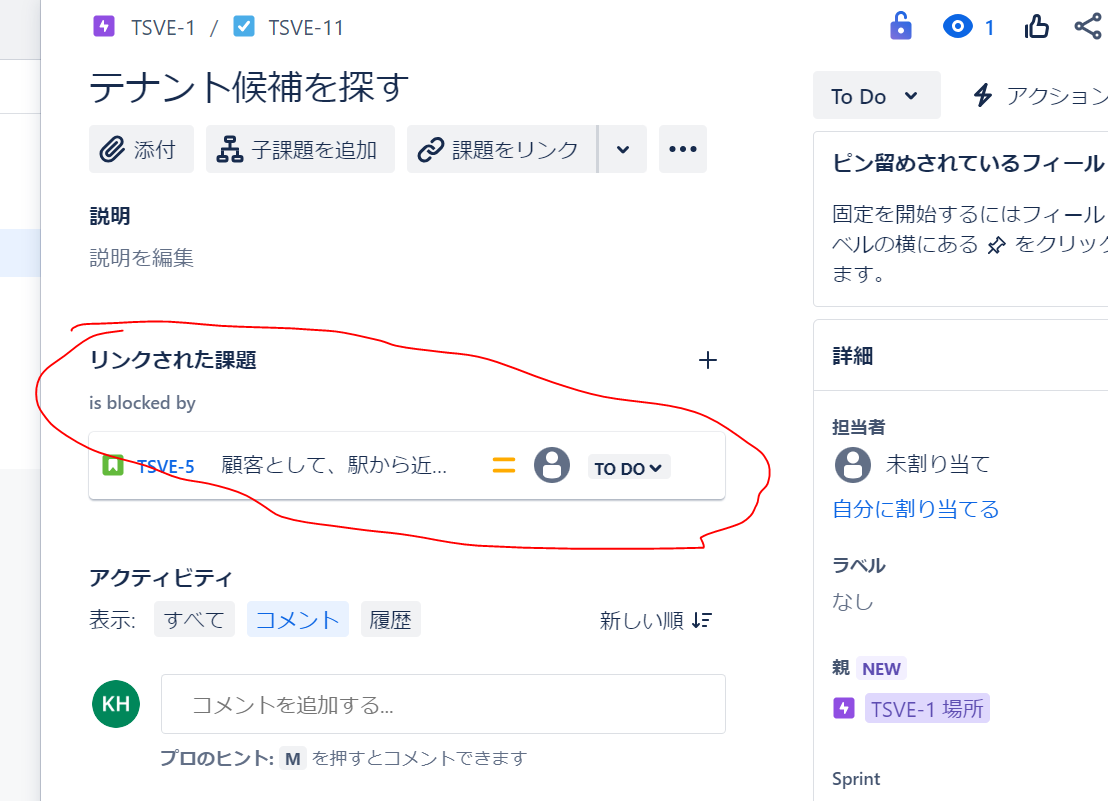 TSVE-1 / TSVE-11
1
テナント候補を探す
To Do
アクション
添付
子課題を追加
課題をリンク
ピン留めされているフィール
固定を開始するにはフィール
ベルの横にある をクリック
ます。
説明
説明を編集
リンクされた課題
is blocked by
TSVE-5 顧客として、駅から近... TO DO
詳細
担当者
未割り当て
自分に割り当てる
ラベル
なし
親 NEW
TSVE-1 場所
Sprint
アクティビティ
表示: すべて コメント 履歴 新しい順
KH
コメントを追加する...
プロのヒント: M を押すとコメントできます